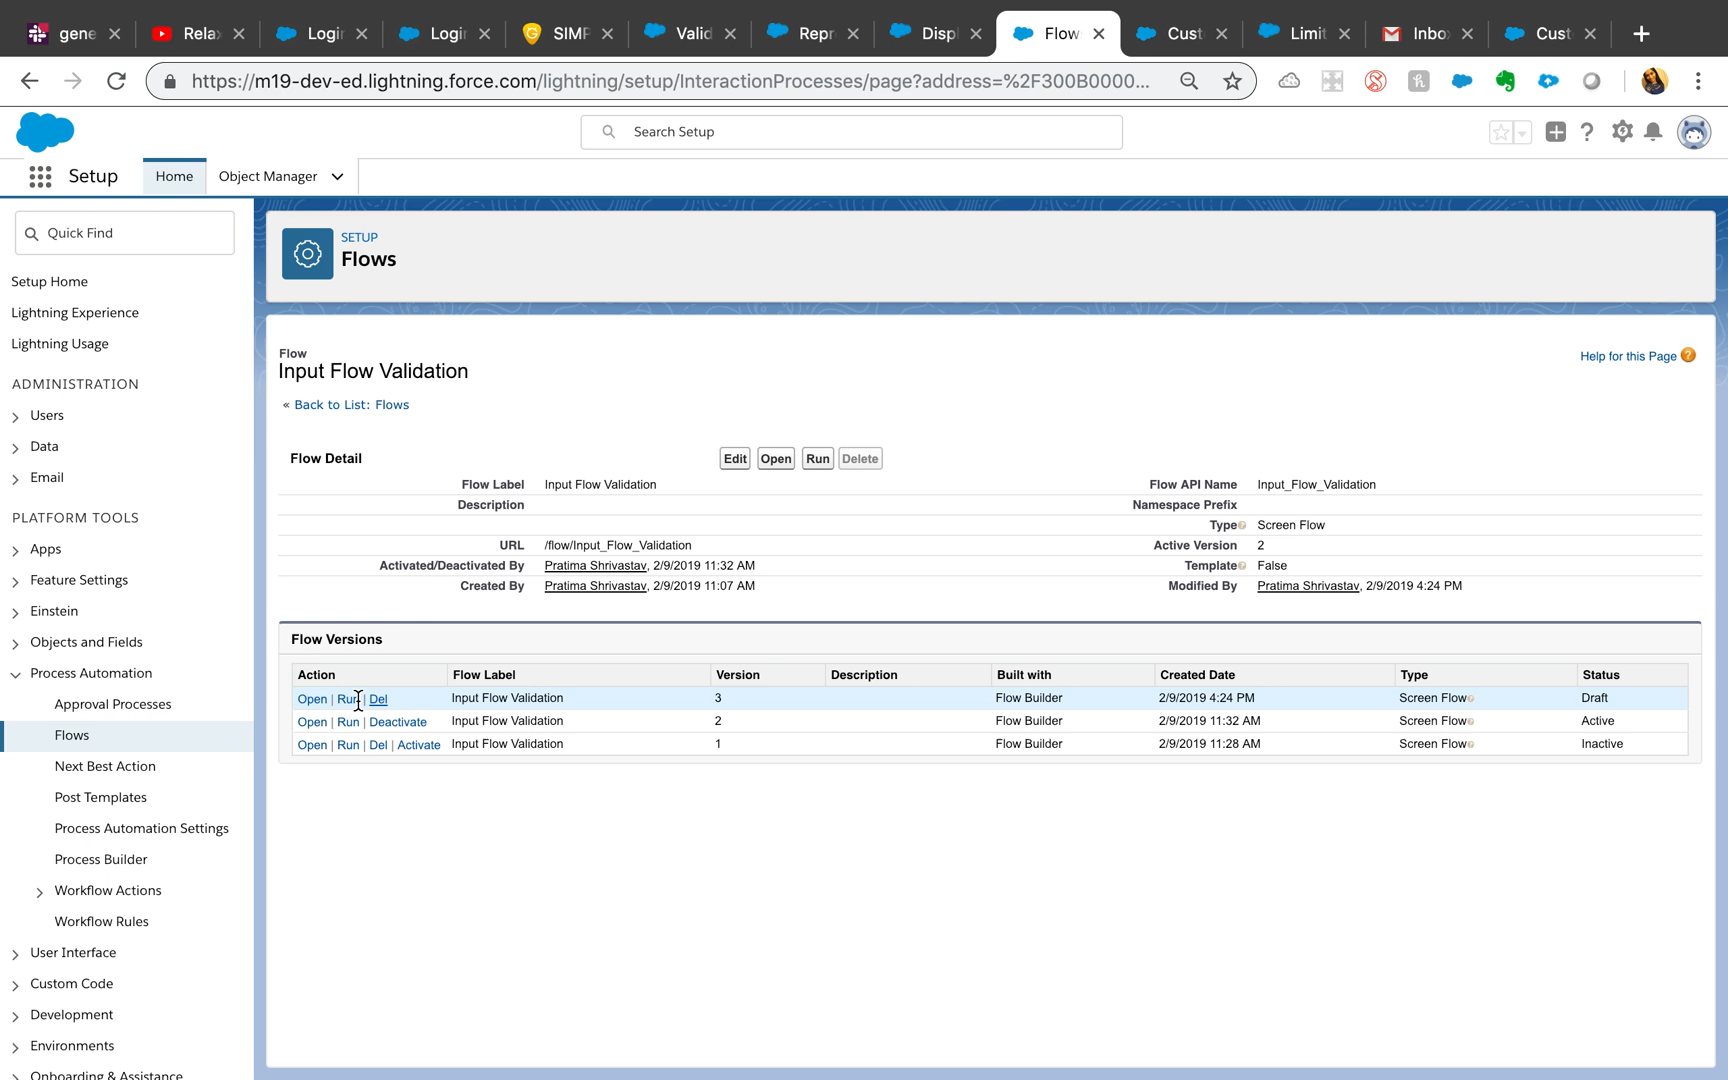 gene
Rela
Logi
Logi
SIMP
Valid
Repr
Displ
Flow
Cust
Limit
Inbo
Cust
https://m19-dev-ed.lightning.force.com/lightning/setup/InteractionProcesses/page?address=%2F300B0000...
Search Setup
Setup
Home
Object Manager
Quick Find
Setup Home
Lightning Experience
Lightning Usage
ADMINISTRATION
Users
Data
Email
PLATFORM TOOLS
Apps
Feature Settings
Einstein
Objects and Fields
Process Automation
Approval Processes
Flows
Next Best Action
Post Templates
Process Automation Settings
Process Builder
Workflow Actions
Workflow Rules
User Interface
Custom Code
Development
Environments
Onboarding & Assistance
SETUP
Flows
Flow
Input Flow Validation
Help for this Page
« Back to List: Flows
Flow Detail Edit Open Run Delete
Flow Label Input Flow Validation Flow API Name Input_Flow_Validation
Description Namespace Prefix
Type Screen Flow
URL /flow/Input_Flow_Validation Active Version 2
Activated/Deactivated By Pratima Shrivastav, 2/9/2019 11:32 AM Template False
Created By Pratima Shrivastav, 2/9/2019 11:07 AM Modified By Pratima Shrivastav, 2/9/2019 4:24 PM
Flow Versions
Action Flow Label Version Description Built with Created Date Type Status
Open | Run | Del Input Flow Validation 3 Flow Builder 2/9/2019 4:24 PM Screen Flow Draft
Open | Run | Deactivate Input Flow Validation 2 Flow Builder 2/9/2019 11:32 AM Screen Flow Active
Open | Run | Del | Activate Input Flow Validation 1 Flow Builder 2/9/2019 11:28 AM Screen Flow Inactive